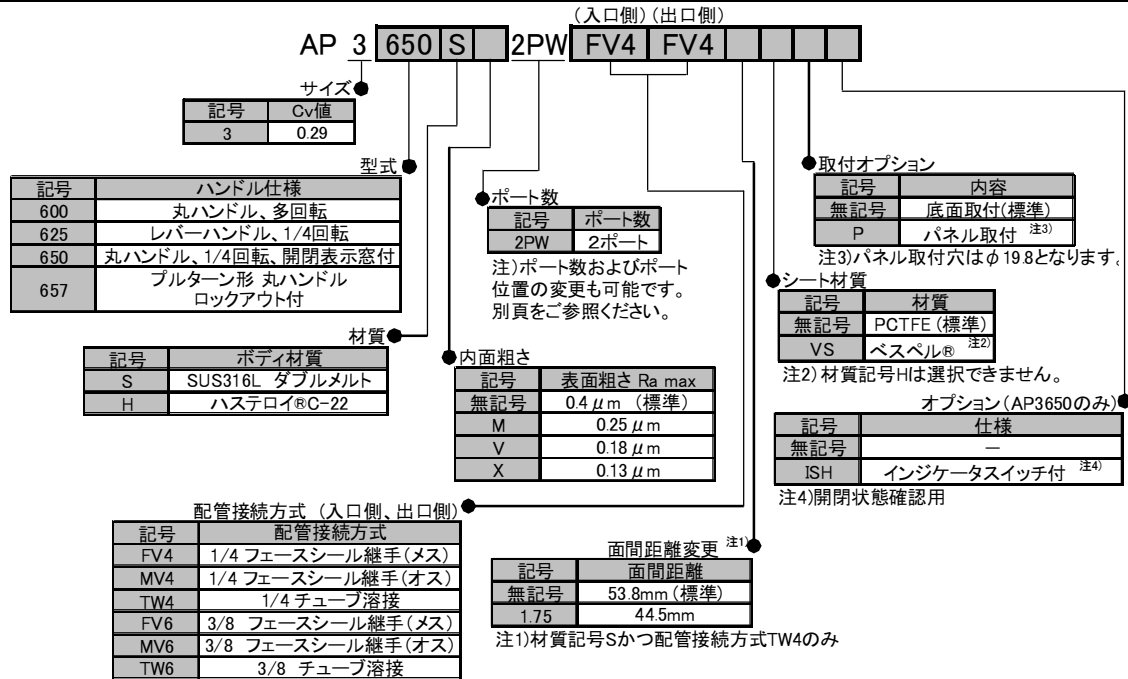 (入口側)(出口側)
AP 3 650 S 2PW FV4 FV4
サイズ
記号 Cv値
3 0.29
型式
記号 ハンドル仕様
600 丸ハンドル、多回転
625 レバーハンドル、1/4回転
650 丸ハンドル、1/4回転、開閉表示窓付
657 プルターン形 丸ハンドル
ロックアウト付
材質
記号 ボディ材質
S SUS316L ダブルメルト
H ハステロイ®C-22
ポート数
記号 ポート数
2PW 2ポート
注)ポート数およびポート
位置の変更も可能です。
別頁をご参照ください。
内面粗さ
記号 表面粗さ Ra max
無記号 0.4μm (標準)
M 0.25μm
V 0.18μm
X 0.13μm
配管接続方式 (入口側、出口側)
記号 配管接続方式
FV4 1/4 フェースシール継手(メス)
MV4 1/4 フェースシール継手(オス)
TW4 1/4 チューブ溶接
FV6 3/8 フェースシール継手(メス)
MV6 3/8 フェースシール継手(オス)
TW6 3/8 チューブ溶接
面間距離変更 注1)
記号 面間距離
無記号 53.8mm (標準)
1.75 44.5mm
注1)材質記号Sかつ配管接続方式TW4のみ
取付オプション
記号 内容
無記号 底面取付(標準)
P パネル取付 注3)
注3)パネル取付穴はφ19.8となります。
シート材質
記号 材質
無記号 PCTFE (標準)
VS ベスペル® 注2)
注2)材質記号Hは選択できません。
オプション(AP3650のみ)
記号 仕様
無記号 －
ISH インジケータスイッチ付 注4)
注4)開閉状態確認用